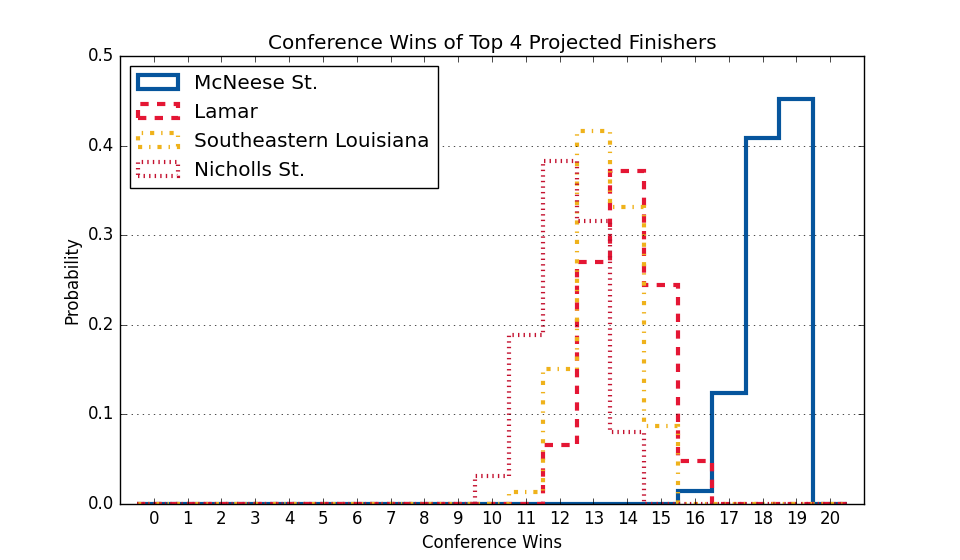 Conference Wins of Top 4 Projected Finishers
McNeese St.
Lamar
Southeastern Louisiana
Nicholls St.
Probability
0.5
0.4
0.3
0.2
0.1
0.0
0 1 2 3 4 5 6 7 8 9 10 11 12 13 14 15 16 17 18 19 20
Conference Wins